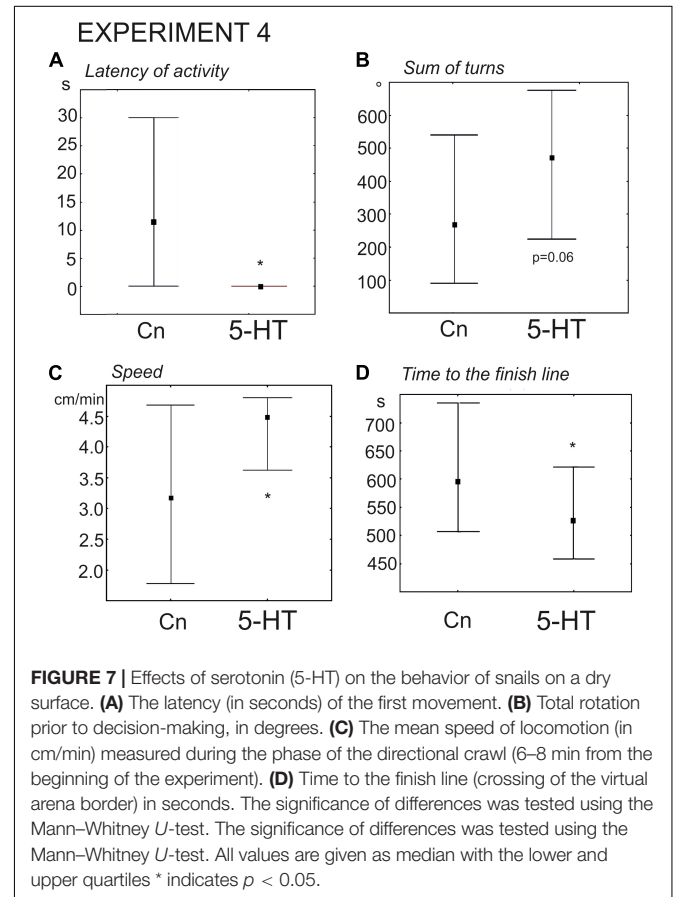 EXPERIMENT 4
A Latency of activity
s
30
25
20
15
10
5
0
*
Cn 5-HT
B Sum of turns
°
600
500
400
300
200
100
p=0.06
Cn 5-HT
C Speed
cm/min
4.5
4.0
3.5
3.0
2.5
2.0
*
Cn 5-HT
D Time to the finish line
s
700
650
600
550
500
450
*
Cn 5-HT
FIGURE 7 | Effects of serotonin (5-HT) on the behavior of snails on a dry
surface. (A) The latency (in seconds) of the first movement. (B) Total rotation
prior to decision-making, in degrees. (C) The mean speed of locomotion (in
cm/min) measured during the phase of the directional crawl (6–8 min from the
beginning of the experiment). (D) Time to the finish line (crossing of the virtual
arena border) in seconds. The significance of differences was tested using the
Mann–Whitney U-test. The significance of differences was tested using the
Mann–Whitney U-test. All values are given as median with the lower and
upper quartiles * indicates p < 0.05.